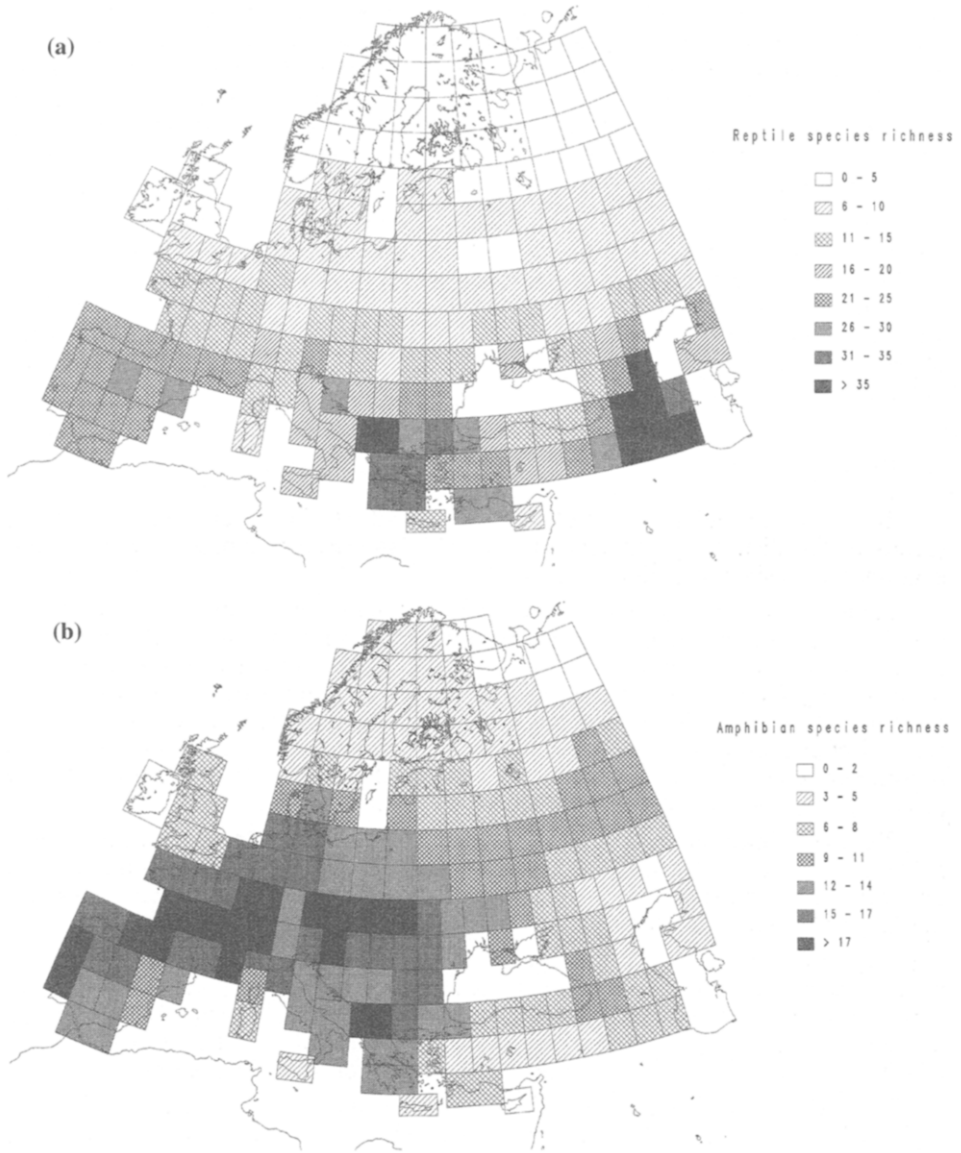 (a)
Reptile species richness
0 - 5
6 - 10
11 - 15
16 - 20
21 - 25
26 - 30
31 - 35
> 35
(b)
Amphibian species richness
0 - 2
3 - 5
6 - 8
9 - 11
12 - 14
15 - 17
> 17